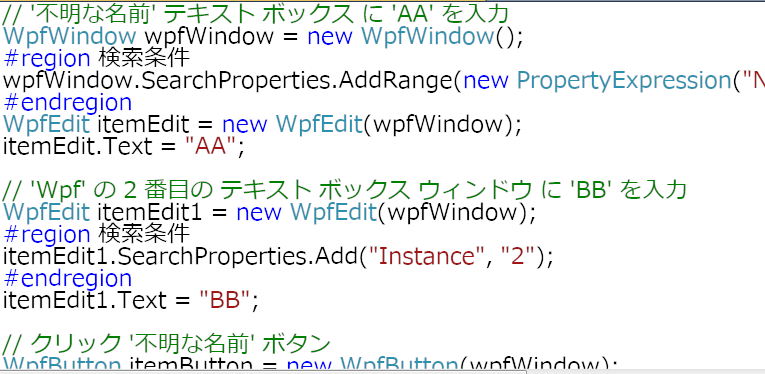 // '不明な名前' テキスト ボックス に 'AA' を入力
WpfWindow wpfWindow = new WpfWindow();
#region 検索条件
wpfWindow.SearchProperties.AddRange(new PropertyExpression("N
#endregion
WpfEdit itemEdit = new WpfEdit(wpfWindow);
itemEdit.Text = "AA";
// 'Wpf' の 2 番目の テキスト ボックス ウィンドウ に 'BB' を入力
WpfEdit itemEdit1 = new WpfEdit(wpfWindow);
#region 検索条件
itemEdit1.SearchProperties.Add("Instance", "2");
#endregion
itemEdit1.Text = "BB";
// クリック '不明な名前' ボタン
WpfButton itemButton = new WpfButton(wpfWindow);